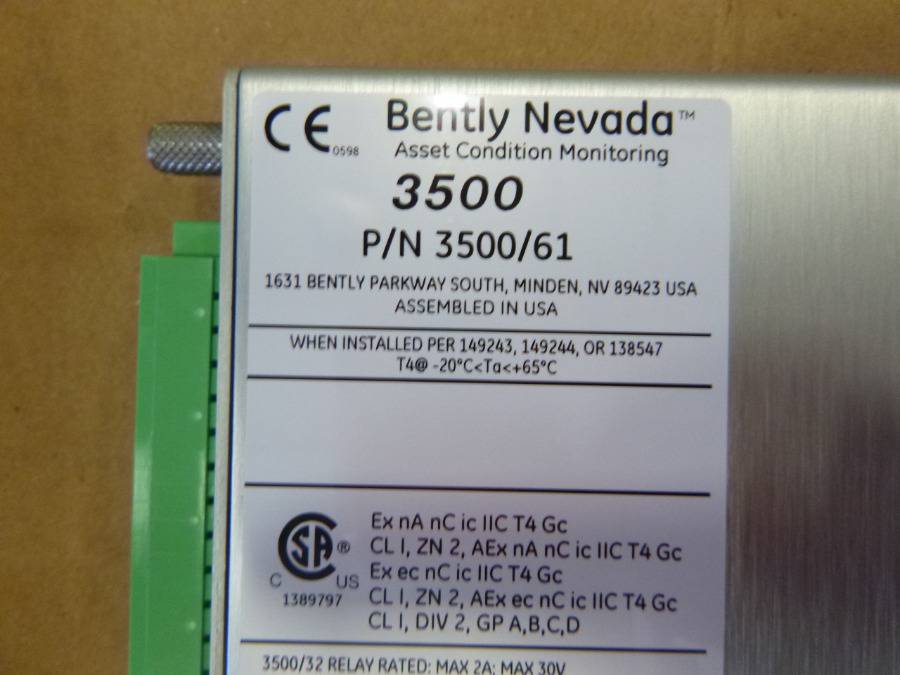 CE 0598
Bently Nevada™
Asset Condition Monitoring
3500
P/N 3500/61
1631 BENTLY PARKWAY SOUTH, MINDEN, NV 89423 USA
ASSEMBLED IN USA
WHEN INSTALLED PER 149243, 149244, OR 138547
T4@ -20°C<Ta<+65°C
Ex nA nC ic IIC T4 Gc
CL I, ZN 2, AEx nA nC ic IIC T4 Gc
Ex ec nC ic IIC T4 Gc
CL I, ZN 2, AEx ec nC ic IIC T4 Gc
CL I, DIV 2, GP A,B,C,D
C SA ® US
1389797
3500/32 RELAY RATED: MAX 2A; MAX 30V